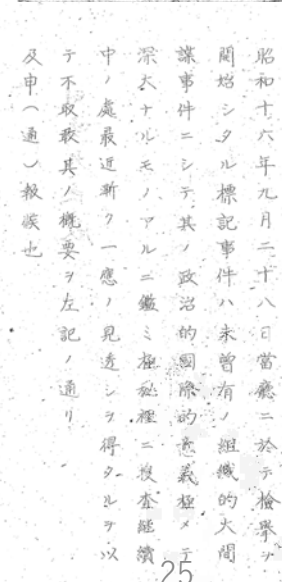 昭和十六年九月二十八日當廳ニ於テ檢擧ヲ
開始シタル標記事件ハ未曾有ノ組織的大間
諜事件ニシテ其ノ政治的國際的意義極メテ
深大ナルモノアルニ鑑ミ極秘裡ニ捜査繼續
中ノ處最近漸ク一應ノ見透シヲ得タルヲ以
テ不取敢其ノ概要ヲ左記ノ通リ
及申(通)報候也
25